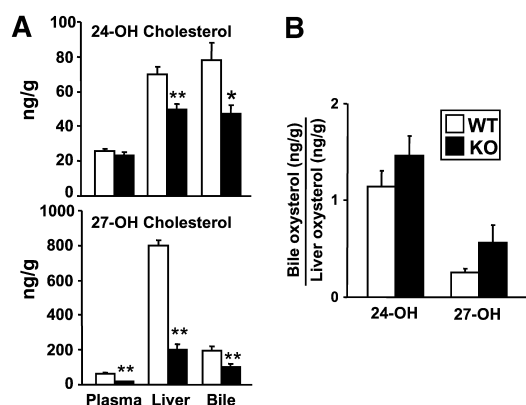 A
24-OH Cholesterol
ng/g
100
80
60
40
20
0
**
*
27-OH Cholesterol
ng/g
1000
800
600
400
200
0
**
**
**
Plasma Liver Bile
B
Bile oxysterol (ng/g)
Liver oxysterol (ng/g)
2
1
0
WT
KO
24-OH 27-OH